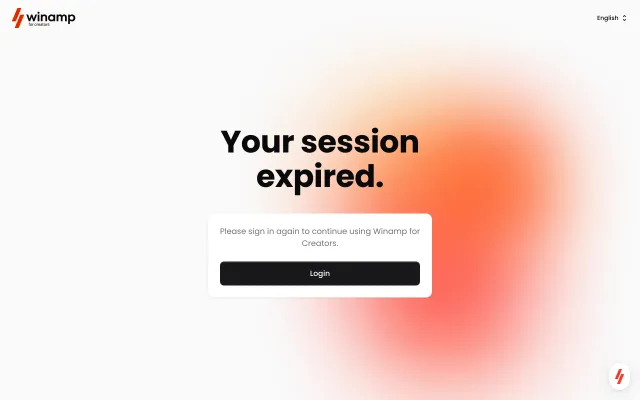 winamp
for creators
English
Your session
expired.
Please sign in again to continue using Winamp for
Creators.
Login